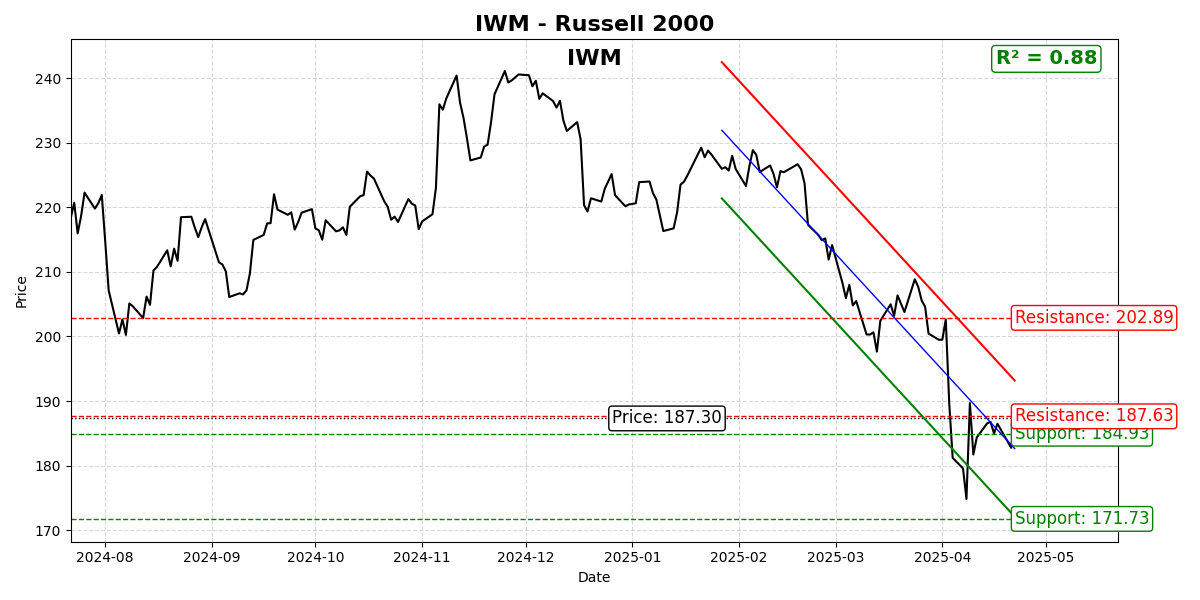 IWM - Russell 2000
IWM
R² = 0.88
240
230
220
210
200
190
180
170
Price
Resistance: 202.89
Price: 187.30
Resistance: 187.63
Support: 184.93
Support: 171.73
2024-08
2024-09
2024-10
2024-11
2024-12
2025-01
2025-02
2025-03
2025-04
2025-05
Date